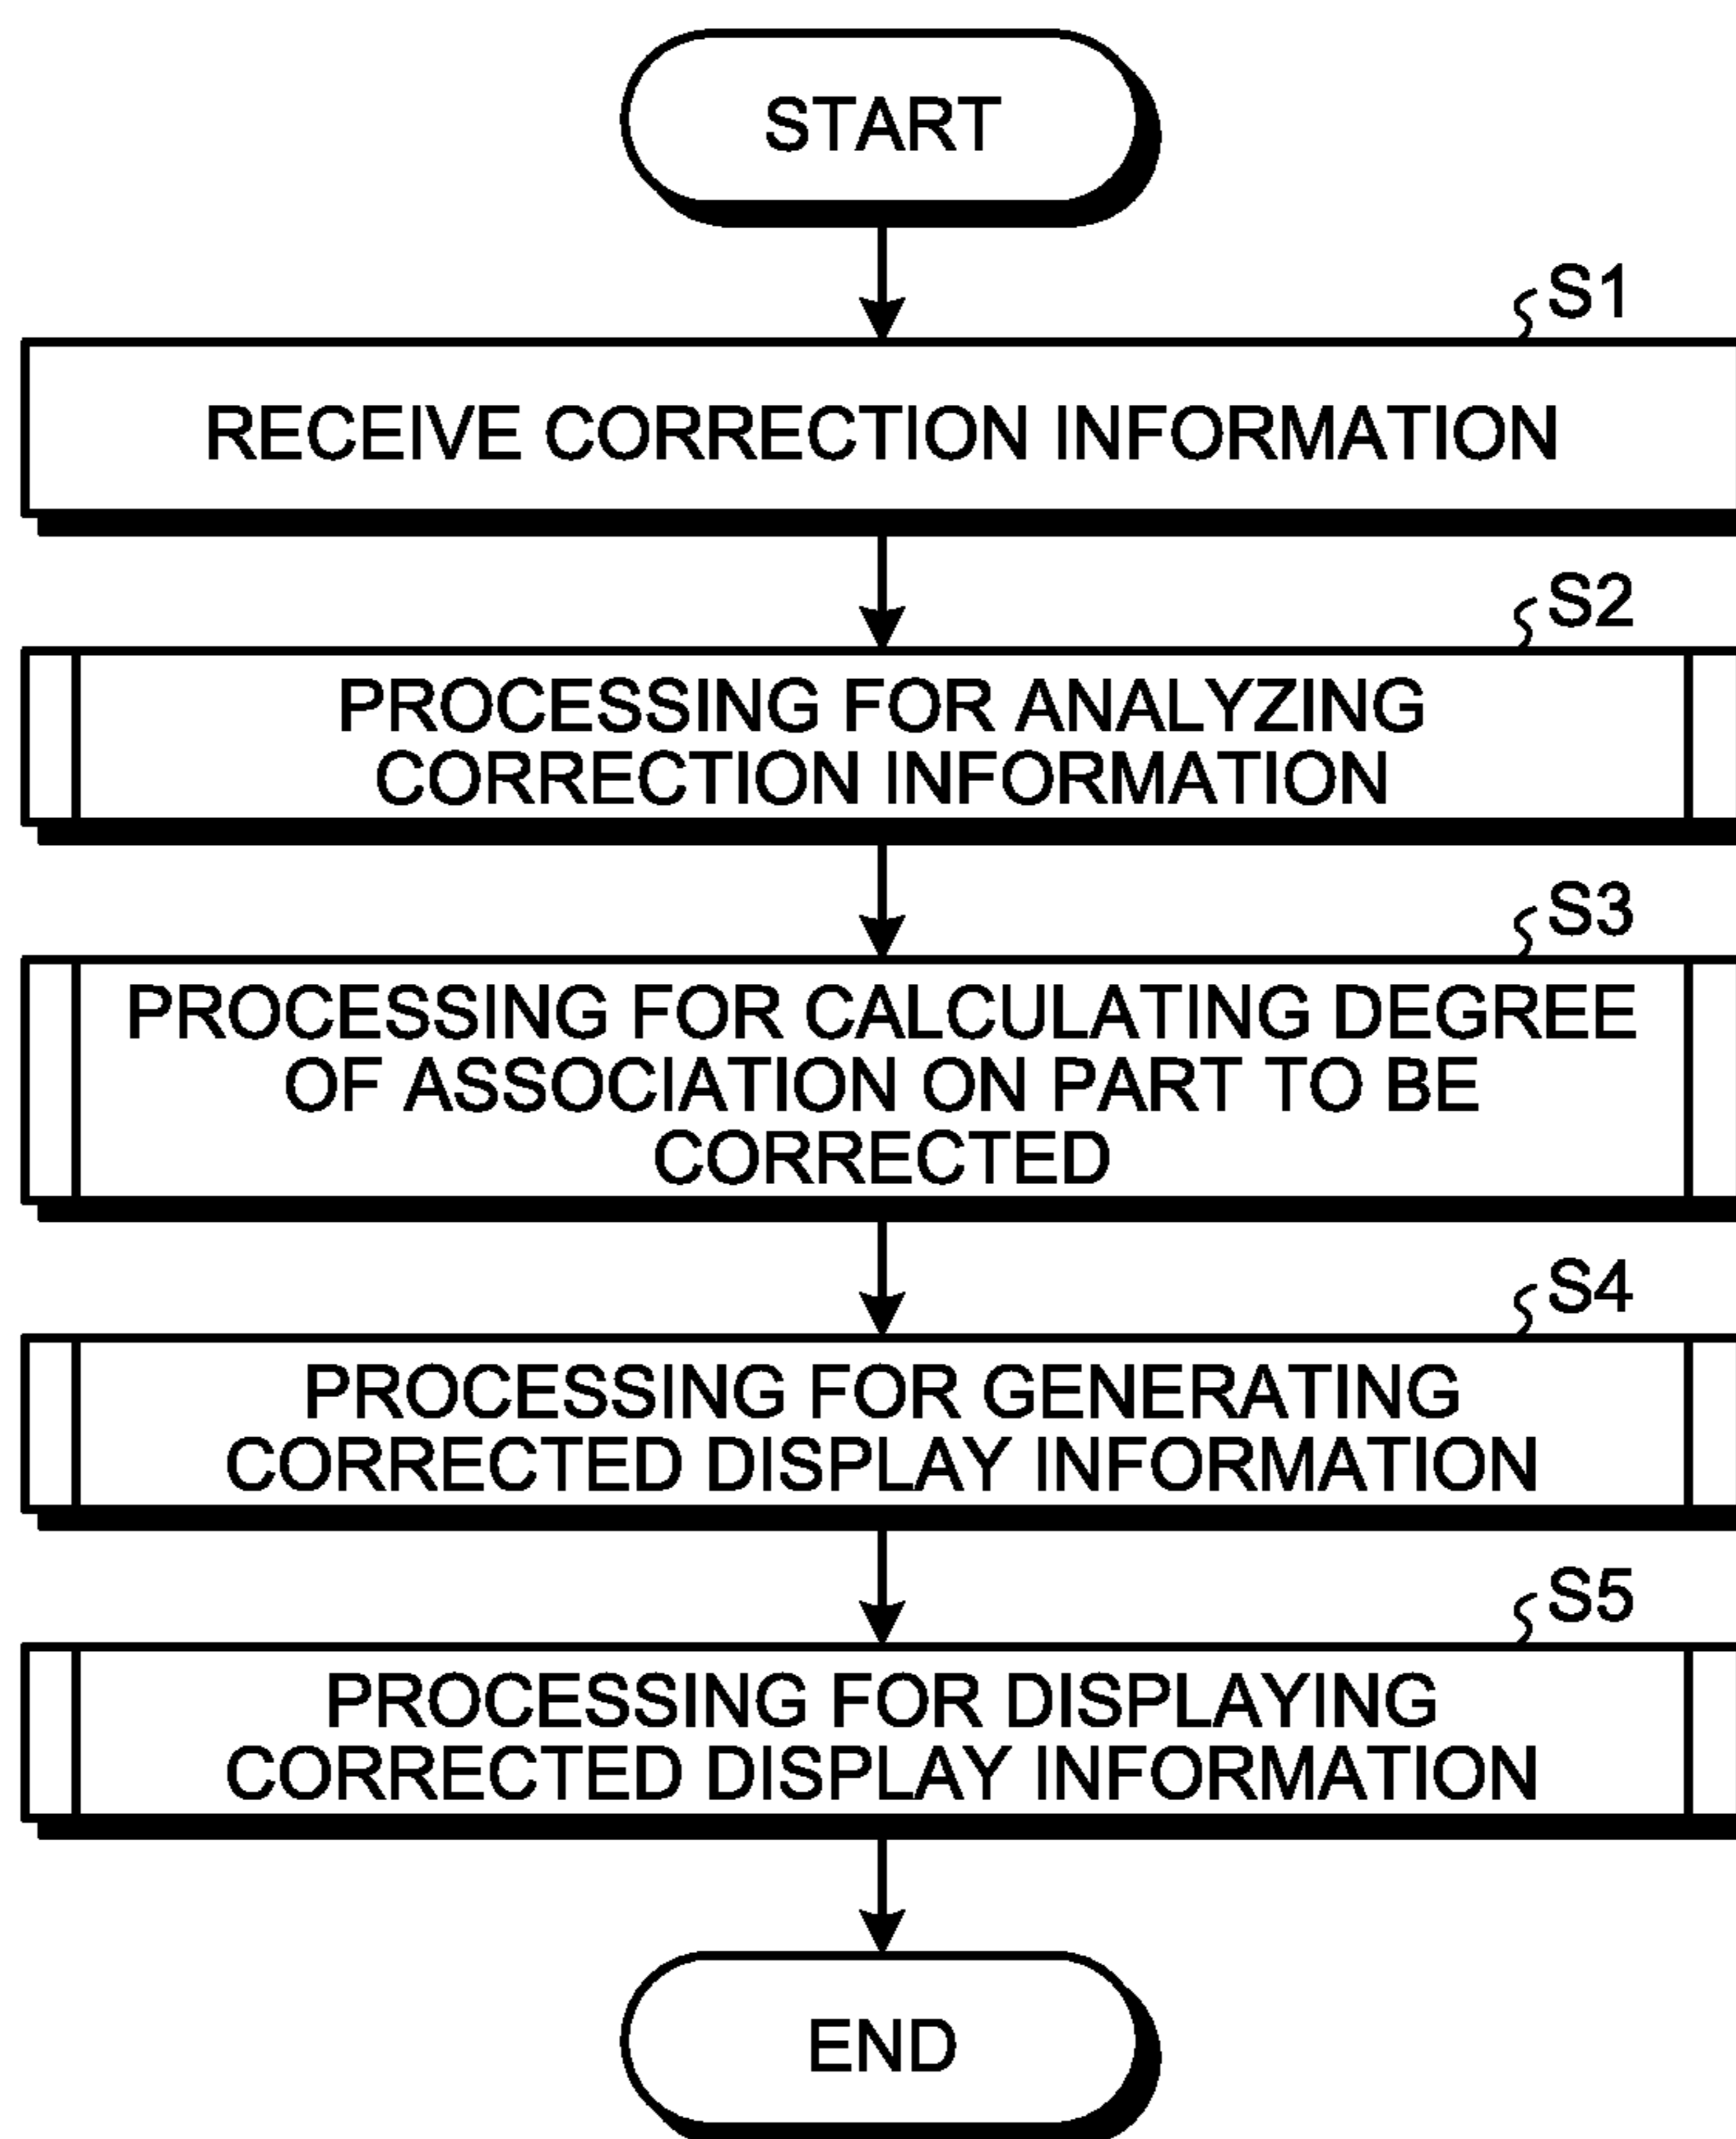 START
S1
RECEIVE CORRECTION INFORMATION
S2
PROCESSING FOR ANALYZING
CORRECTION INFORMATION
S3
PROCESSING FOR CALCULATING DEGREE
OF ASSOCIATION ON PART TO BE
CORRECTED
S4
PROCESSING FOR GENERATING
CORRECTED DISPLAY INFORMATION
S5
PROCESSING FOR DISPLAYING
CORRECTED DISPLAY INFORMATION
END